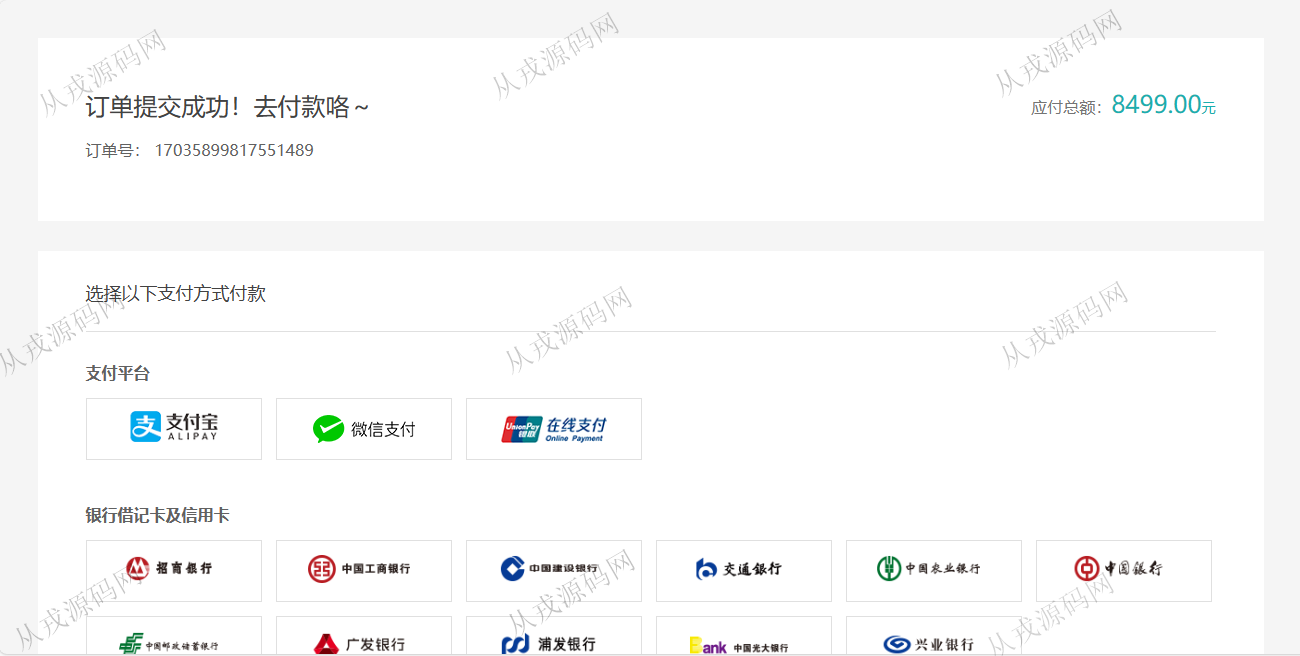 从戎源码网 从戎源码网 从戎源码网
订单提交成功！去付款咯～
应付总额：8499.00元
订单号： 17035899817551489
选择以下支付方式付款
从戎源码网 从戎源码网 从戎源码网
支付平台
支付宝 ALIPAY 微信支付 UnionPay 银联 在线支付 Online Payment
银行借记卡及信用卡
招商银行 中国工商银行 中国建设银行 交通银行 中国农业银行 中国银行
从戎源码网 从戎源码网 从戎源码网
中国邮政储蓄银行 广发银行 浦发银行 Bank 中国光大银行 兴业银行